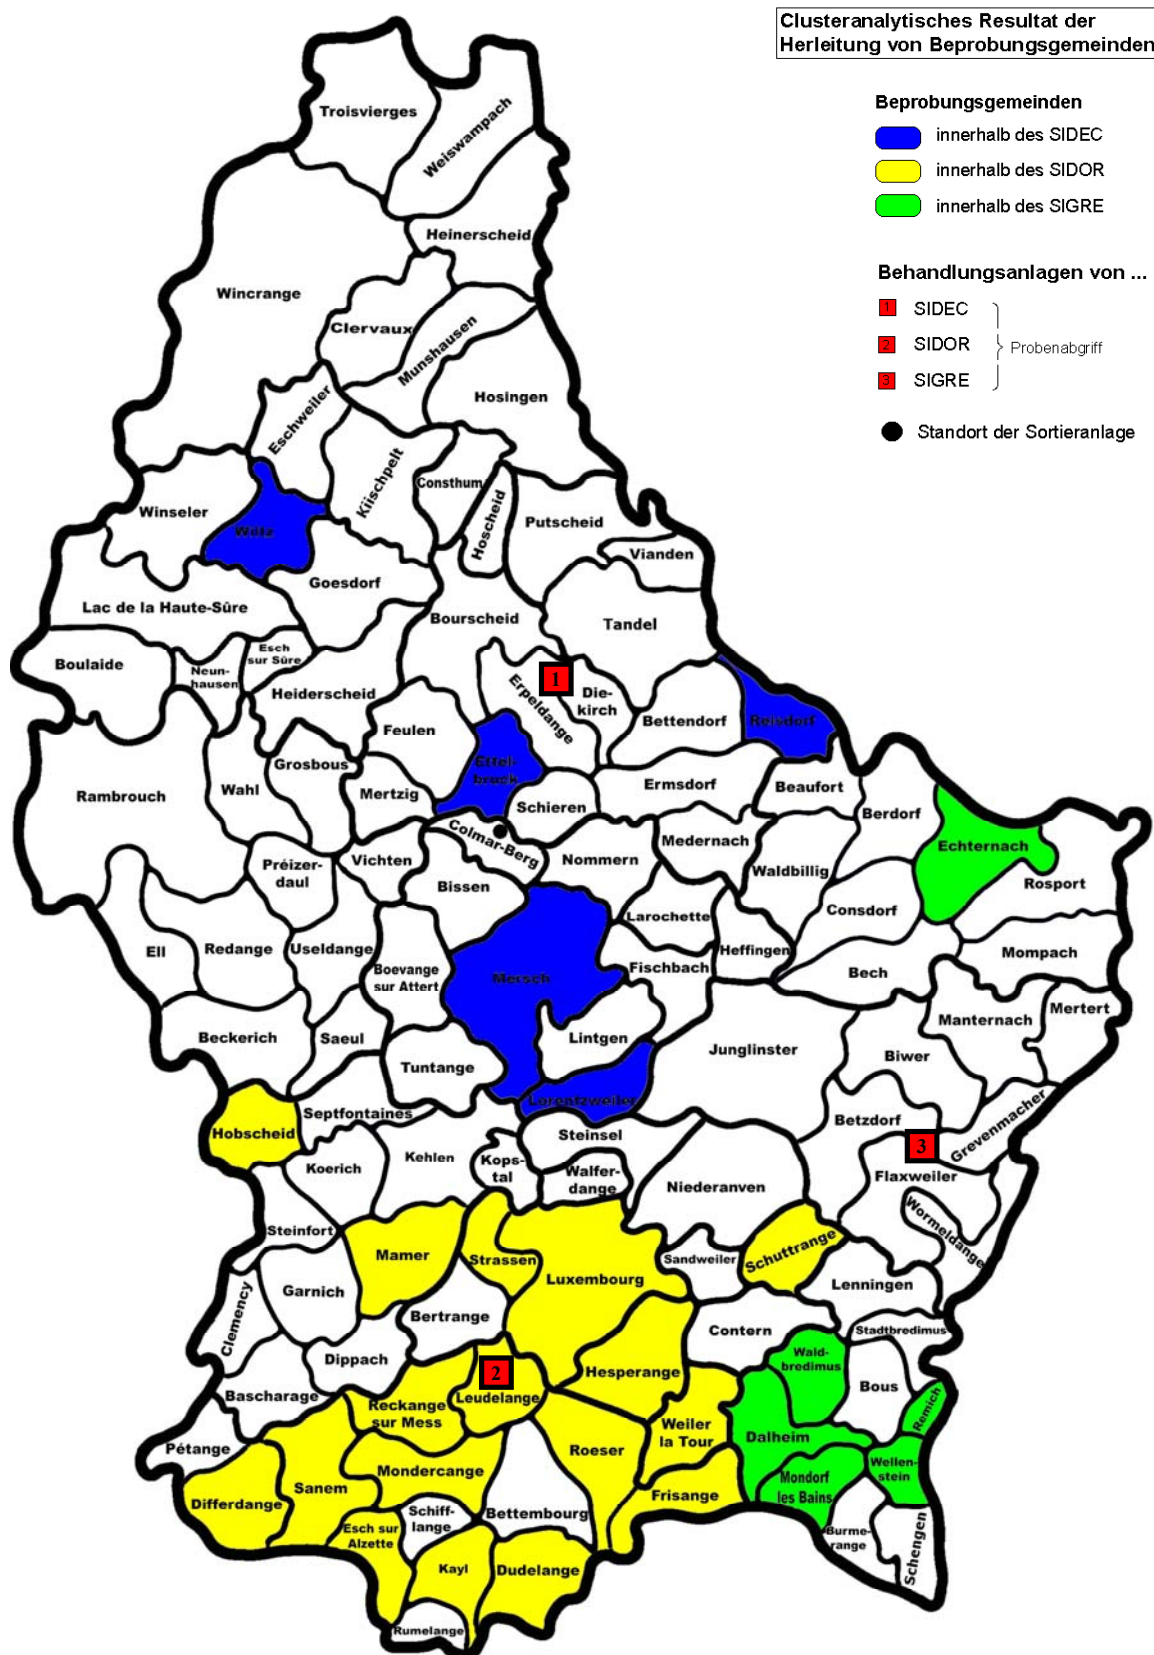 Clusteranalytisches Resultat der
Herleitung von Beprobungsgemeinden
Beprobungsgemeinden
innerhalb des SIDEC
innerhalb des SIDOR
innerhalb des SIGRE
Behandlungsanlagen von ...
1 SIDEC
2 SIDOR
3 SIGRE
Probenabgriff
Standort der Sortieranlage
Troisvierges
Weiswampach
Heinerscheid
Wincrange
Clervaux
Munshausen
Hosingen
Eschweiler
Kiischpelt
Consthum
Hoscheid
Putscheid
Vianden
Winseler
Wiltz
Goesdorf
Lac de la Haute-Sûre
Bourscheid
Tandel
Boulaide
Neun-
hausen
Esch
sur Sûre
Heiderscheid
Erpeldange
1
Die-
kirch
Bettendorf
Reisdorf
Feulen
Ettel-
bruck
Grosbous
Wahl
Rambrouch
Mertzig
Schieren
Ermsdorf
Beaufort
Berdorf
Echternach
Rosport
Colmar-Berg
Préizer-
daul
Vichten
Bissen
Nommern
Medernach
Waldbillig
Consdorf
Larochette
Heffingen
Ell
Redange
Useldange
Boevange
sur Attert
Mersch
Fischbach
Bech
Mompach
Beckerich
Saeul
Tuntange
Lintgen
Junglinster
Biwer
Manternach
Mertert
Lorentzweiler
Hobscheid
Septfontaines
Steinsel
Betzdorf
Grevenmacher
3
Koerich
Kehlen
Kops-
tal
Walfer-
dange
Niederanven
Flaxweiler
Wormeldange
Steinfort
Mamer
Strassen
Luxembourg
Sandweiler
Schuttrange
Lenningen
Garnich
Clemency
Bertrange
Contern
Stadtbredimus
Dippach
2
Hesperange
Wald-
bredimus
Bous
Remich
Bascharage
Reckange
sur Mess
Leudelange
Weiler
la Tour
Dalheim
Pétange
Roeser
Wellen-
stein
Differdange
Sanem
Mondercange
Frisange
Mondorf
les Bains
Esch sur
Alzette
Schiff-
lange
Bettembourg
Burme-
range
Schengen
Kayl
Dudelange
Rumelange